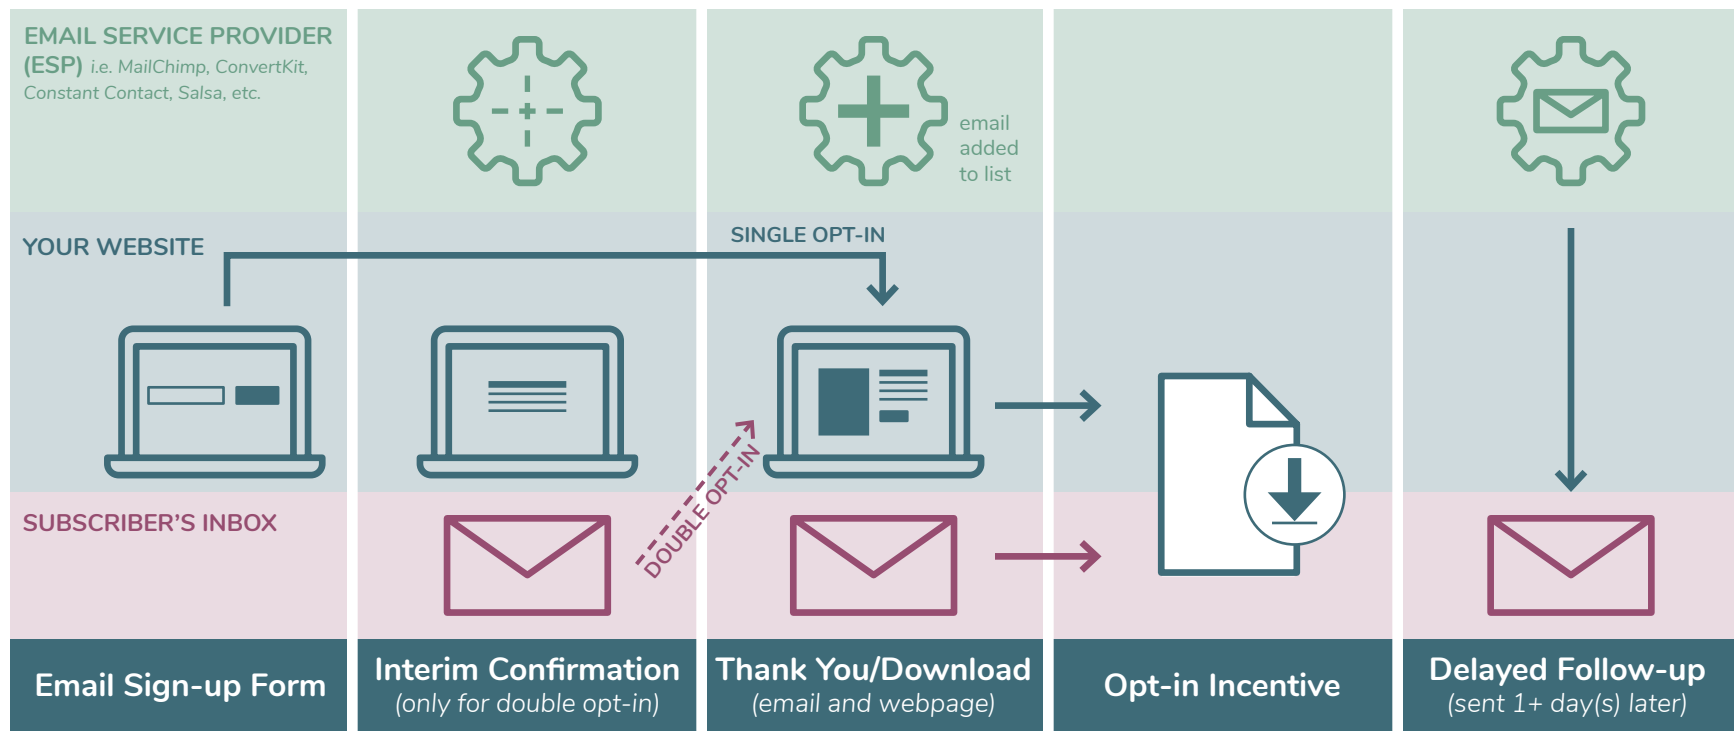 EMAIL SERVICE PROVIDER
(ESP) i.e. MailChimp, ConvertKit,
Constant Contact, Salsa, etc.
email
added
to list
YOUR WEBSITE
SINGLE OPT-IN
DOUBLE OPT-IN
SUBSCRIBER’S INBOX
Email Sign-up Form
Interim Confirmation
(only for double opt-in)
Thank You/Download
(email and webpage)
Opt-in Incentive
Delayed Follow-up
(sent 1+ day(s) later)